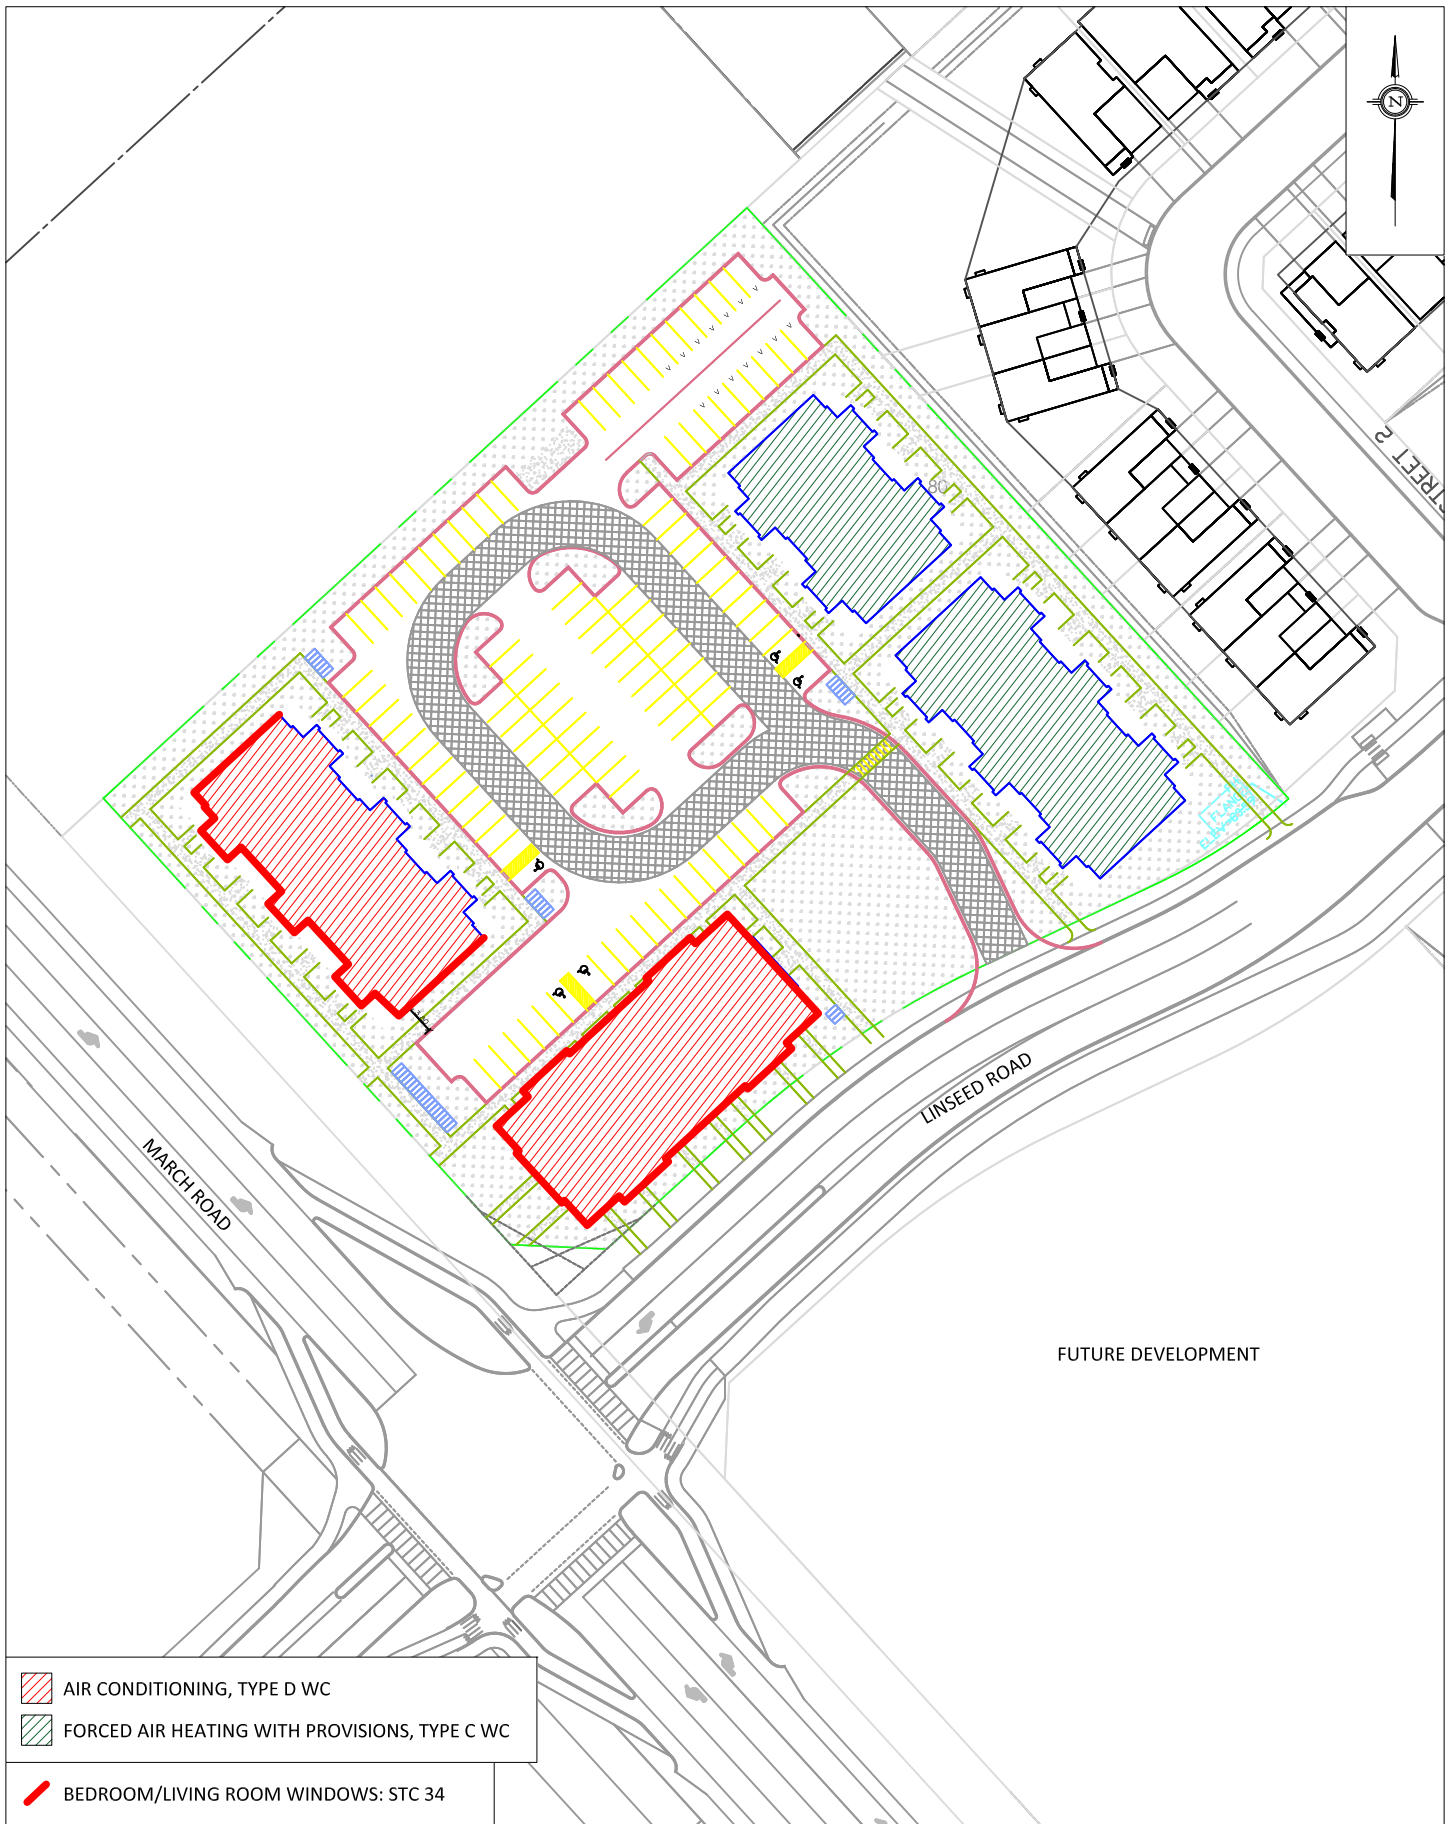 N
STREET 2
80
MARCH ROAD
LINSEED ROAD
FUTURE DEVELOPMENT
AIR CONDITIONING, TYPE D WC
FORCED AIR HEATING WITH PROVISIONS, TYPE C WC
BEDROOM/LIVING ROOM WINDOWS: STC 34